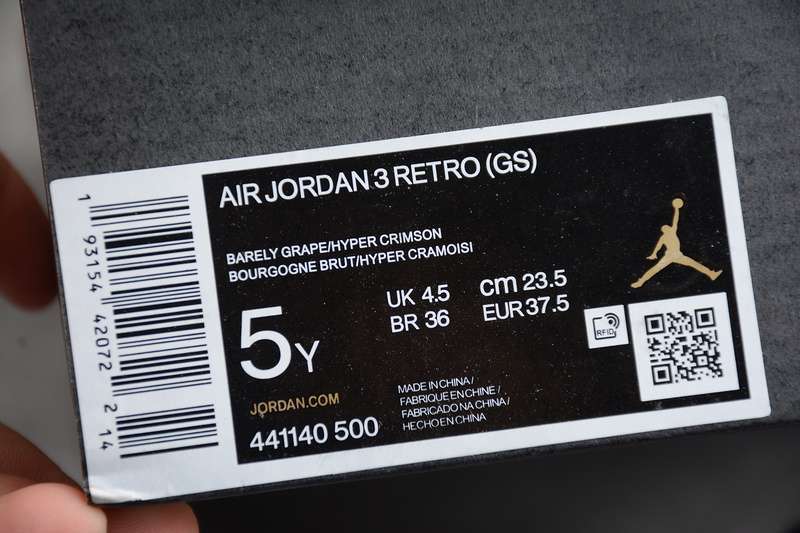 AIR JORDAN 3 RETRO (GS)
BARELY GRAPE/HYPER CRIMSON
BOURGOGNE BRUT/HYPER CRAMOISI
5Y
UK 4.5
BR 36
cm 23.5
EUR 37.5
RFID
JORDAN.COM
441140 500
MADE IN CHINA /
FABRIQUE EN CHINE /
FABRICADO NA CHINA /
HECHO EN CHINA
1 93154 42072 2 14